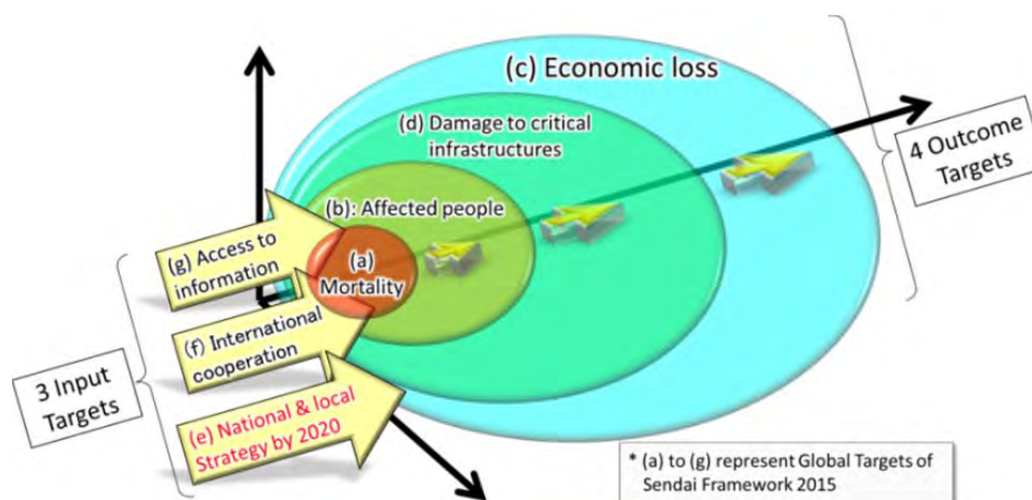 (c) Economic loss
(d) Damage to critical
infrastructures
(b): Affected people
(a)
Mortality
(g) Access to
information
(f) International
cooperation
(e) National & local
Strategy by 2020
3 Input
Targets
4 Outcome
Targets
* (a) to (g) represent Global Targets of
Sendai Framework 2015